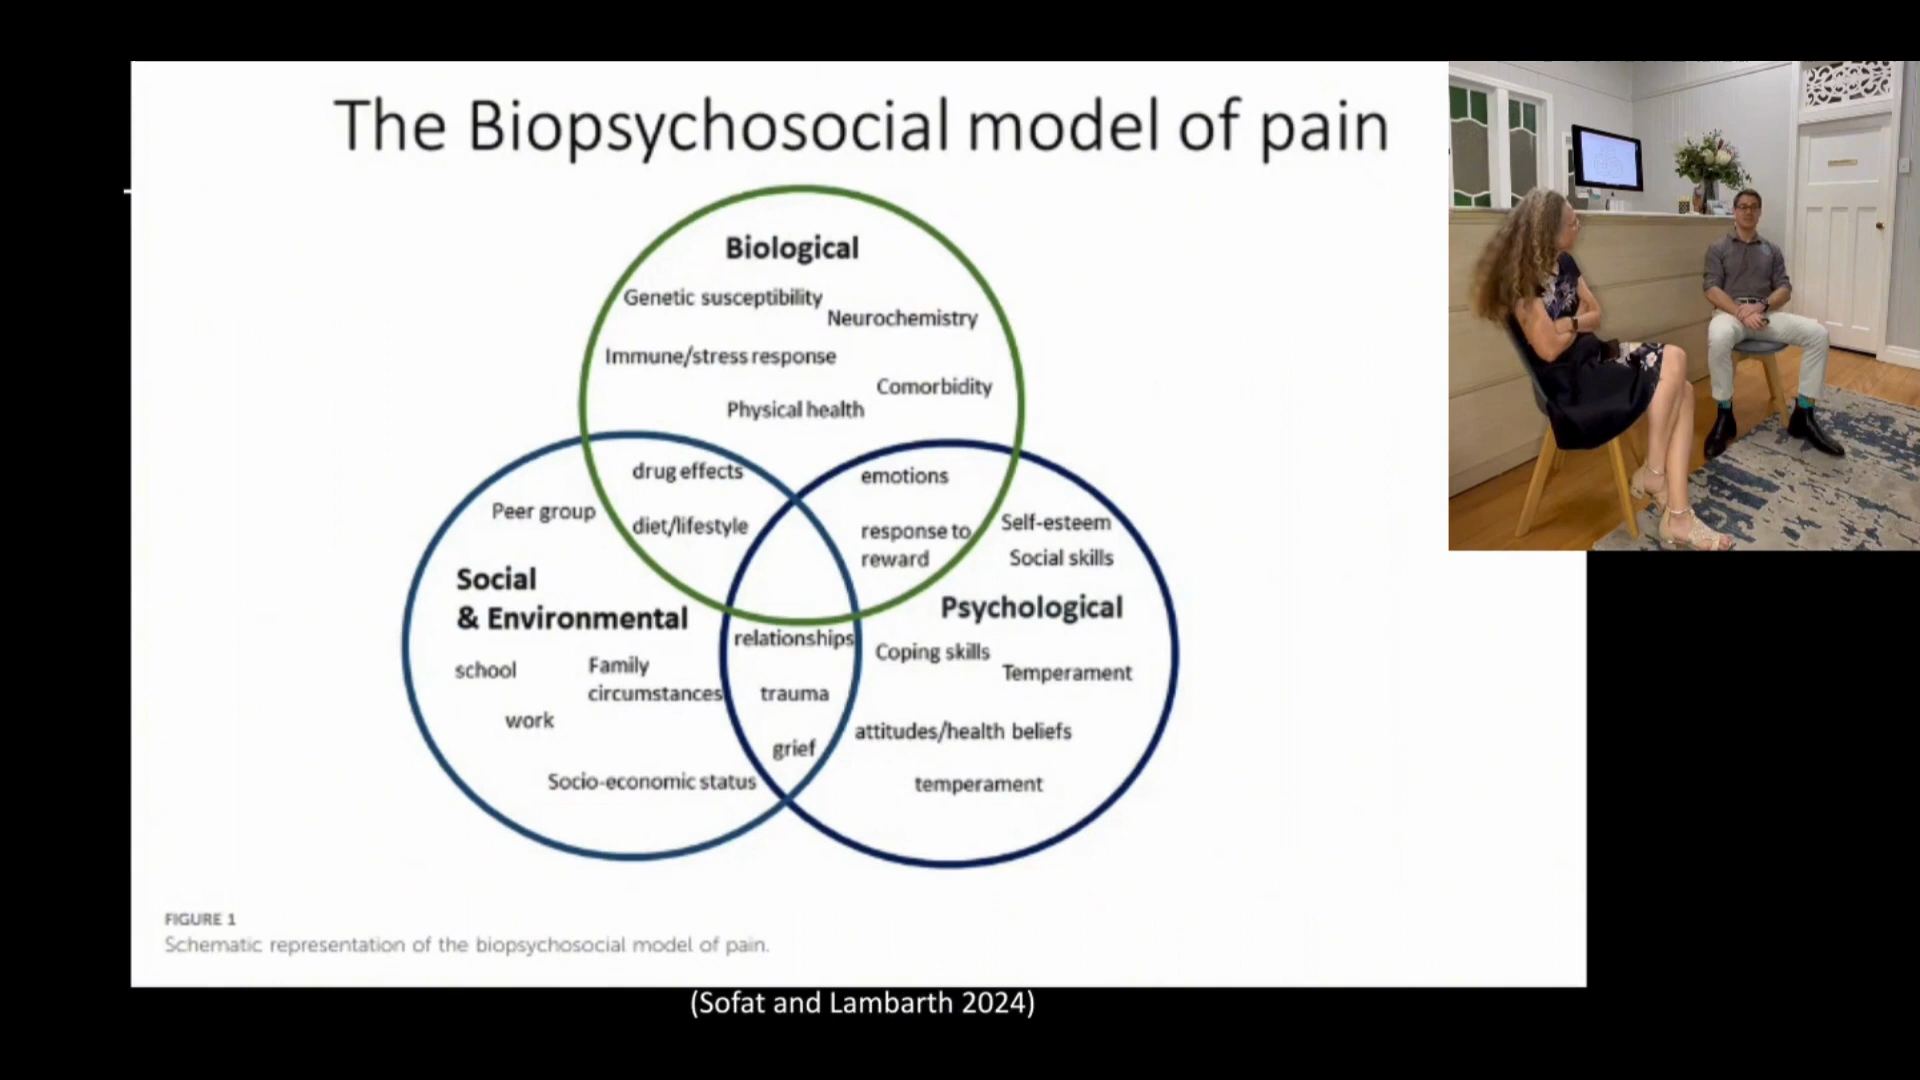 The Biopsychosocial model of pain
Biological
Genetic susceptibility
Neurochemistry
Immune/stress response
Comorbidity
Physical health
drug effects
emotions
Peer group
diet/lifestyle
response to
reward
Self-esteem
Social skills
Social
& Environmental
Psychological
relationships
school
Family
circumstances
Coping skills
Temperament
work
trauma
attitudes/health beliefs
grief
Socio-economic status
temperament
FIGURE 1
Schematic representation of the biopsychosocial model of pain.
(Sofat and Lambarth 2024)